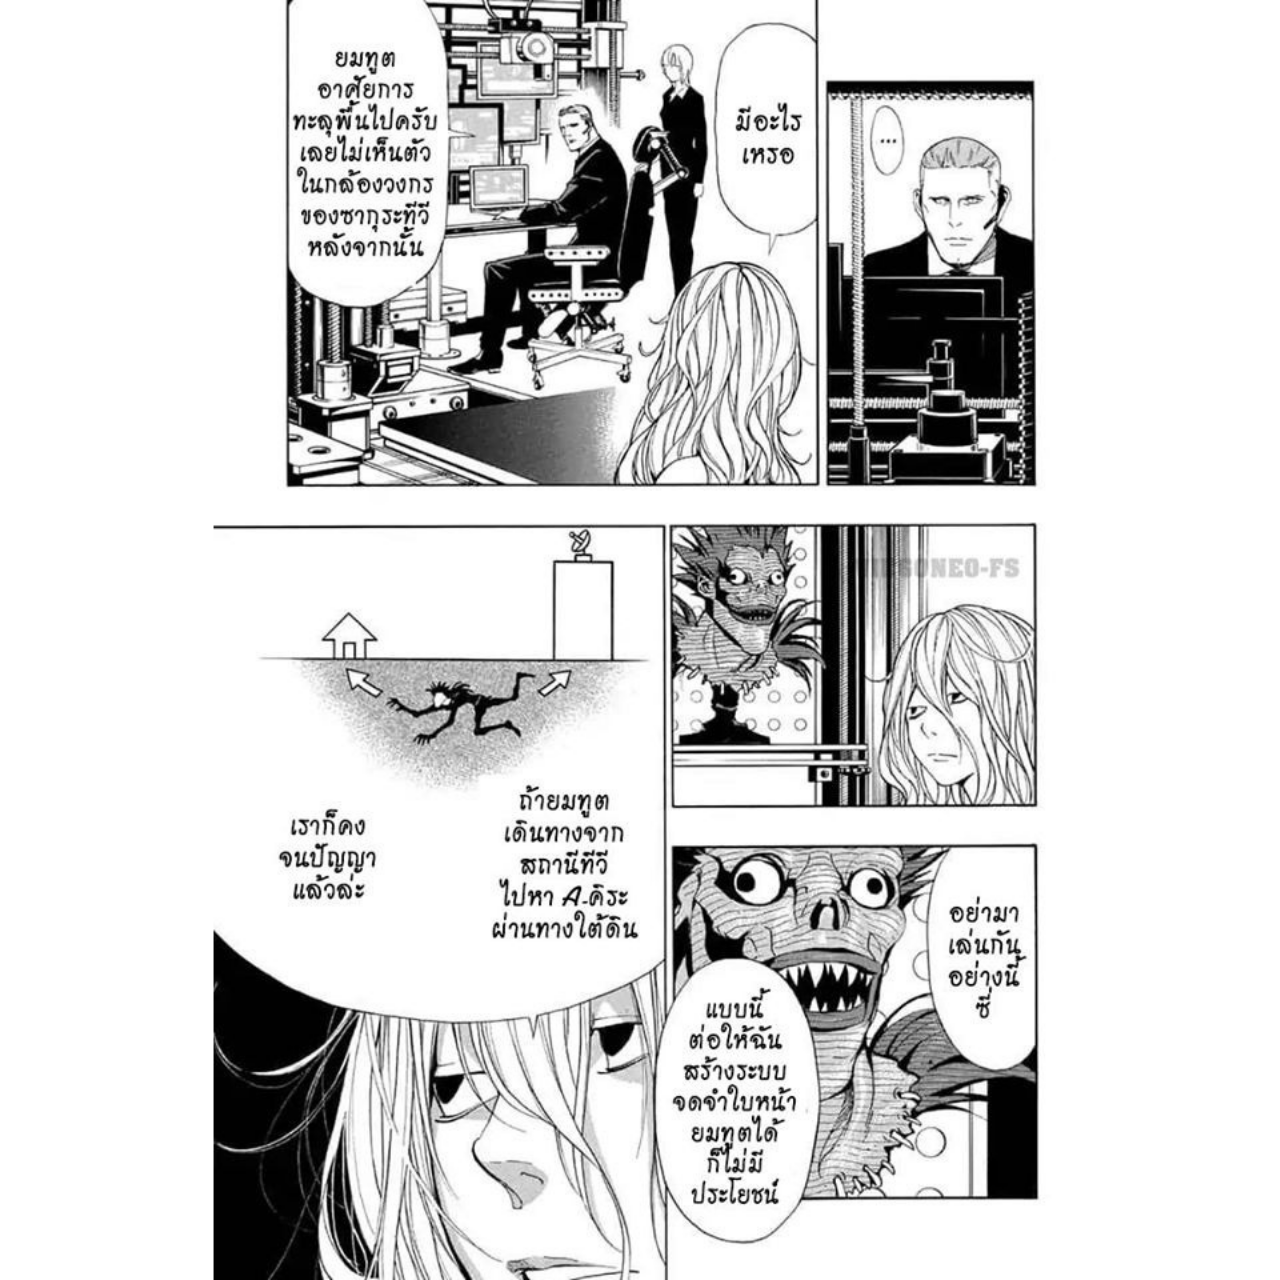 ...
มีอะไร
เหรอ
ยมทูต
อาศัยการ
ทะลุพื้นไปครับ
เลยไม่เห็นตัว
ในกล้องวงกร
ของซากุระทีวี
หลังจากนั้น
อย่ามา
เล่นกัน
อย่างนี้
ซี่
แบบนี้
ต่อให้ฉัน
สร้างระบบ
จดจำใบหน้า
ยมทูตได้
ก็ไม่มี
ประโยชน์
ถ้ายมทูต
เดินทางจาก
สถานีทีวี
ไปหา A-คิระ
ผ่านทางใต้ดิน
เราก็คง
จนปัญญา
แล้วล่ะ